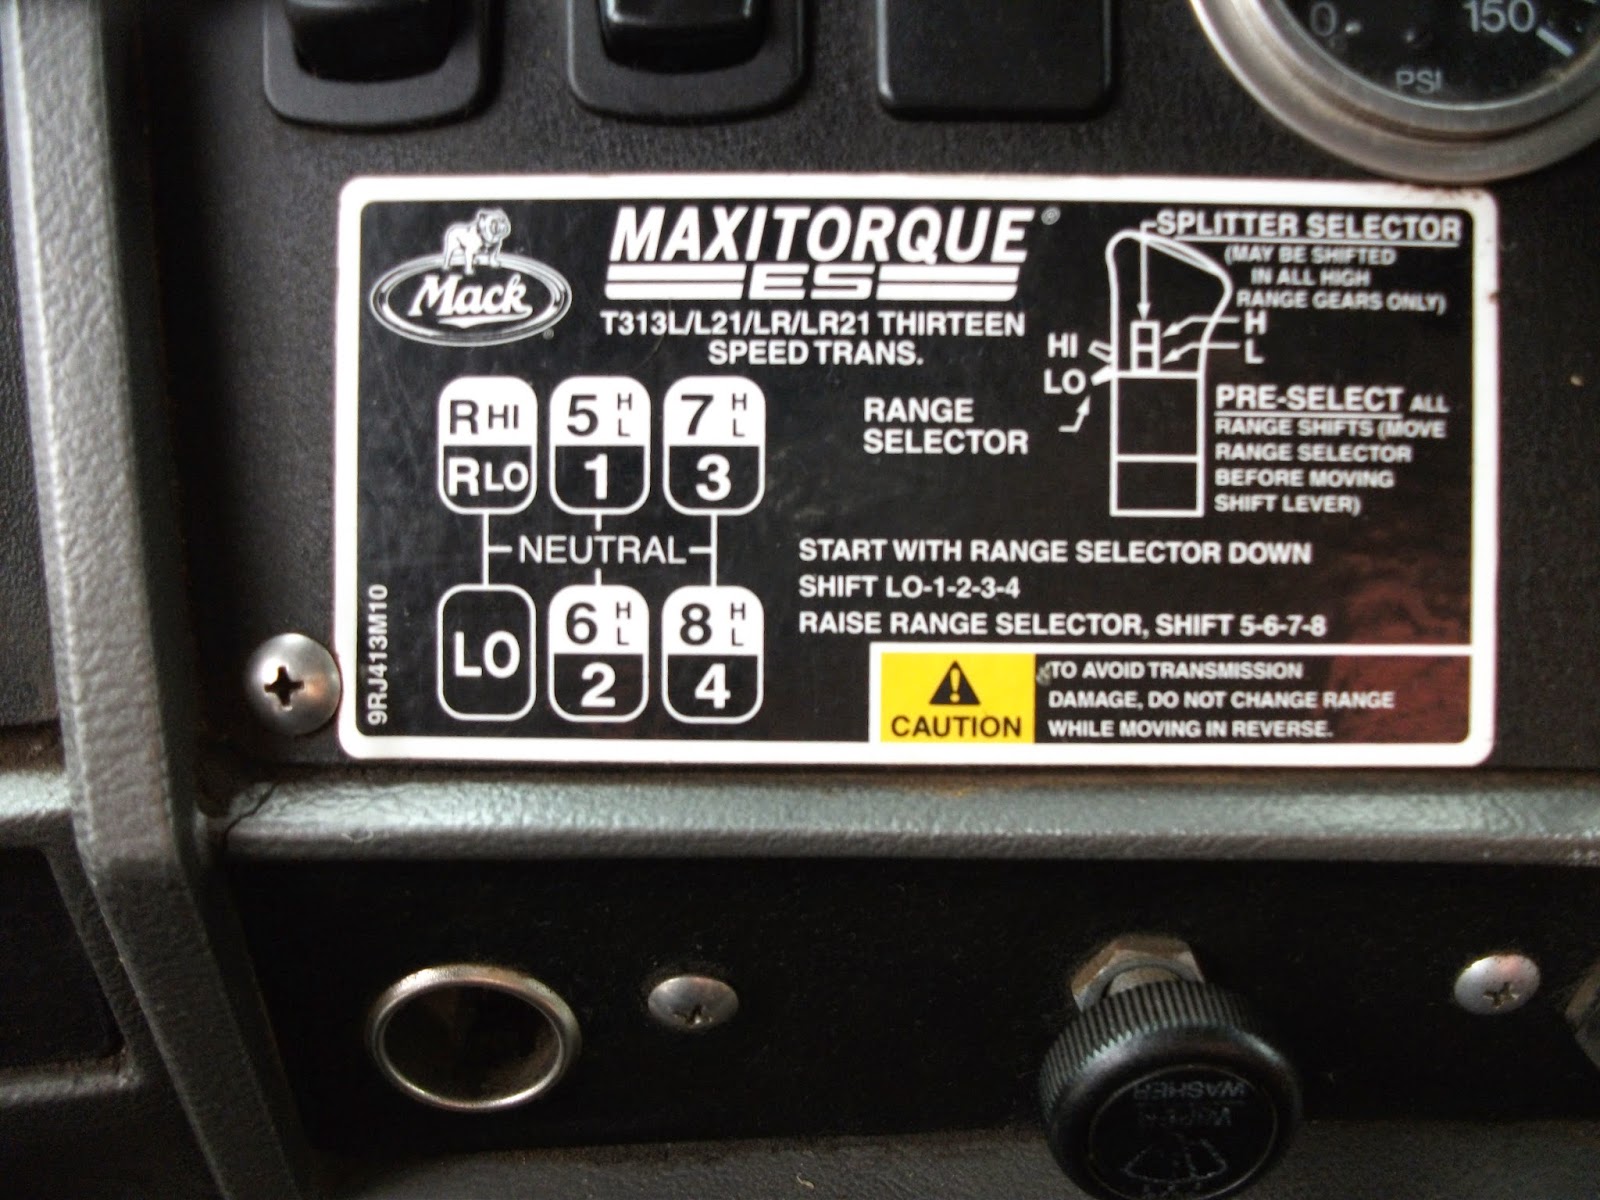 0
150
PSI
Mack
MAXITORQUE®
ES
T313L/L21/LR/LR21 THIRTEEN
SPEED TRANS.
SPLITTER SELECTOR
(MAY BE SHIFTED
IN ALL HIGH
RANGE GEARS ONLY)
H
L
HI
LO
RANGE
SELECTOR
PRE-SELECT ALL
RANGE SHIFTS (MOVE
RANGE SELECTOR
BEFORE MOVING
SHIFT LEVER)
R HI
R LO
5 H L
1
7 H L
3
NEUTRAL
LO
6 H L
2
8 H L
4
START WITH RANGE SELECTOR DOWN
SHIFT LO-1-2-3-4
RAISE RANGE SELECTOR, SHIFT 5-6-7-8
CAUTION
TO AVOID TRANSMISSION
DAMAGE, DO NOT CHANGE RANGE
WHILE MOVING IN REVERSE.
9RJ413M10
WASHER